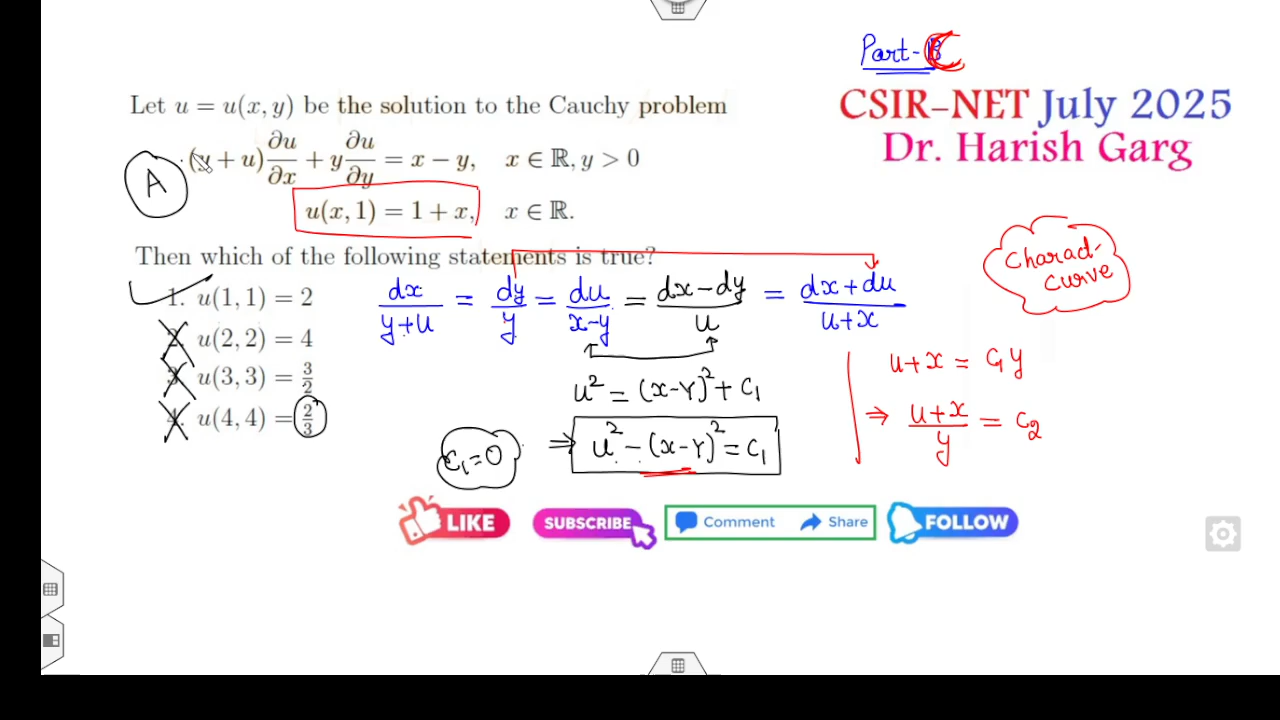 Part-C
CSIR-NET July 2025
Dr. Harish Garg
Let u = u(x, y) be the solution to the Cauchy problem
A
(y + u) ∂u/∂x + y ∂u/∂y = x − y, x ∈ ℝ, y > 0
u(x, 1) = 1 + x, x ∈ ℝ.
Then which of the following statements is true?
1. u(1, 1) = 2
2. u(2, 2) = 4
3. u(3, 3) = 3/2
4. u(4, 4) = 2/3
Charact-
curve
dx/(y+u) = dy/y = du/(x-y) = (dx-dy)/u = (dx+du)/(u+x)
u² = (x-y)² + c₁
⇒ u² - (x-y)² = c₁
c₁=0
u+x = c₁y
⇒ (u+x)/y = c₂
LIKE
SUBSCRIBE
Comment
Share
FOLLOW